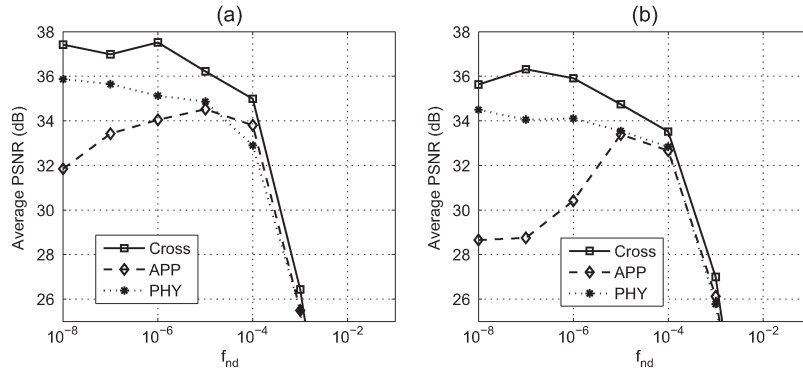 (a)
Average PSNR (dB)
38
36
34
32
30
28
26
Cross
APP
PHY
10⁻⁸
10⁻⁶
10⁻⁴
10⁻²
f_nd
(b)
Average PSNR (dB)
38
36
34
32
30
28
26
Cross
APP
PHY
10⁻⁸
10⁻⁶
10⁻⁴
10⁻²
f_nd